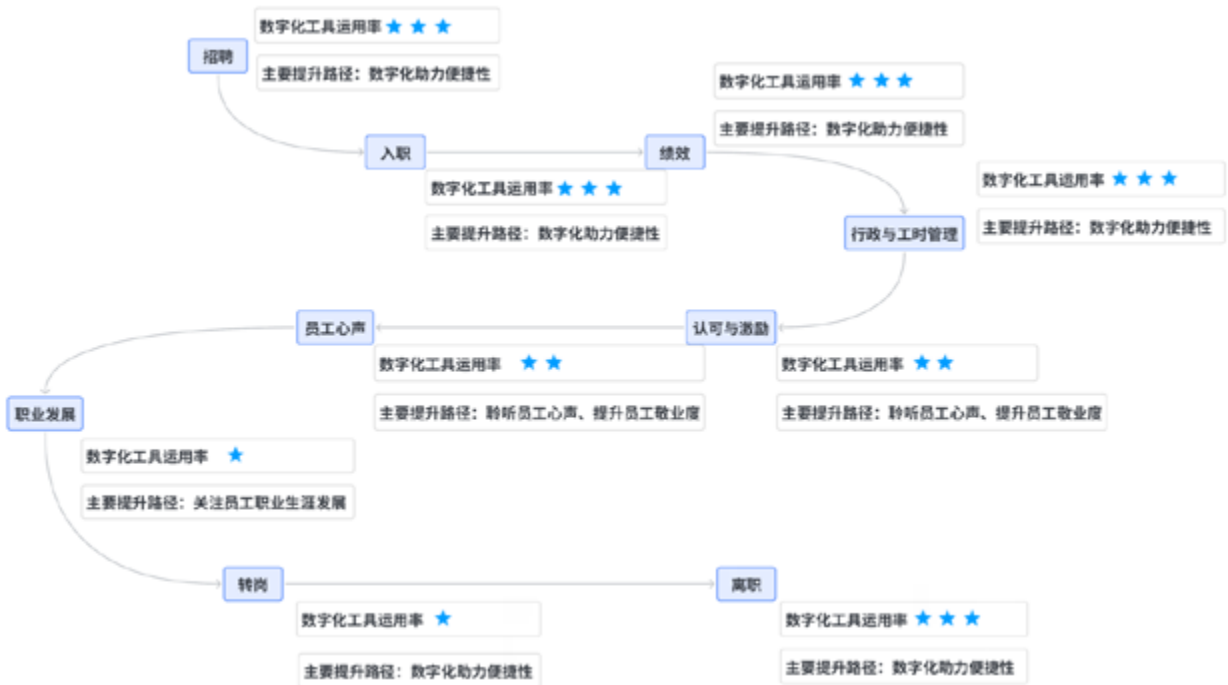 招聘
数字化工具运用率 ★ ★ ★
主要提升路径：数字化助力便捷性
入职
数字化工具运用率 ★ ★ ★
主要提升路径：数字化助力便捷性
绩效
数字化工具运用率 ★ ★ ★
主要提升路径：数字化助力便捷性
行政与工时管理
数字化工具运用率 ★ ★ ★
主要提升路径：数字化助力便捷性
认可与激励
数字化工具运用率 ★ ★
主要提升路径：聆听员工心声、提升员工敬业度
员工心声
数字化工具运用率 ★ ★
主要提升路径：聆听员工心声、提升员工敬业度
职业发展
数字化工具运用率 ★
主要提升路径：关注员工职业生涯发展
转岗
数字化工具运用率 ★
主要提升路径：数字化助力便捷性
离职
数字化工具运用率 ★ ★ ★
主要提升路径：数字化助力便捷性